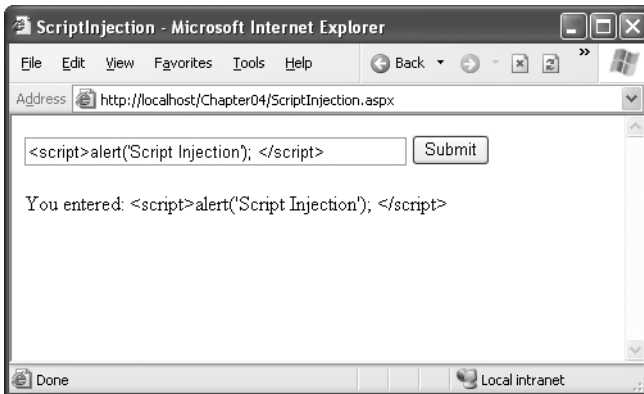 ScriptInjection - Microsoft Internet Explorer
File Edit View Favorites Tools Help Back »
Address http://localhost/Chapter04/ScriptInjection.aspx
<script>alert('Script Injection'); </script> Submit
You entered: <script>alert('Script Injection'); </script>
Done Local intranet